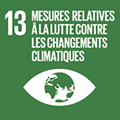 13 MESURES RELATIVES
À LA LUTTE CONTRE
LES CHANGEMENTS
CLIMATIQUES